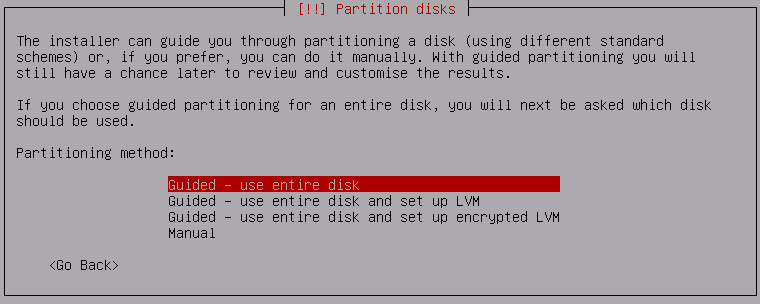 [!!] Partition disks
The installer can guide you through partitioning a disk (using different standard
schemes) or, if you prefer, you can do it manually. With guided partitioning you will
still have a chance later to review and customise the results.
If you choose guided partitioning for an entire disk, you will next be asked which disk
should be used.
Partitioning method:
Guided - use entire disk
Guided - use entire disk and set up LVM
Guided - use entire disk and set up encrypted LVM
Manual
<Go Back>